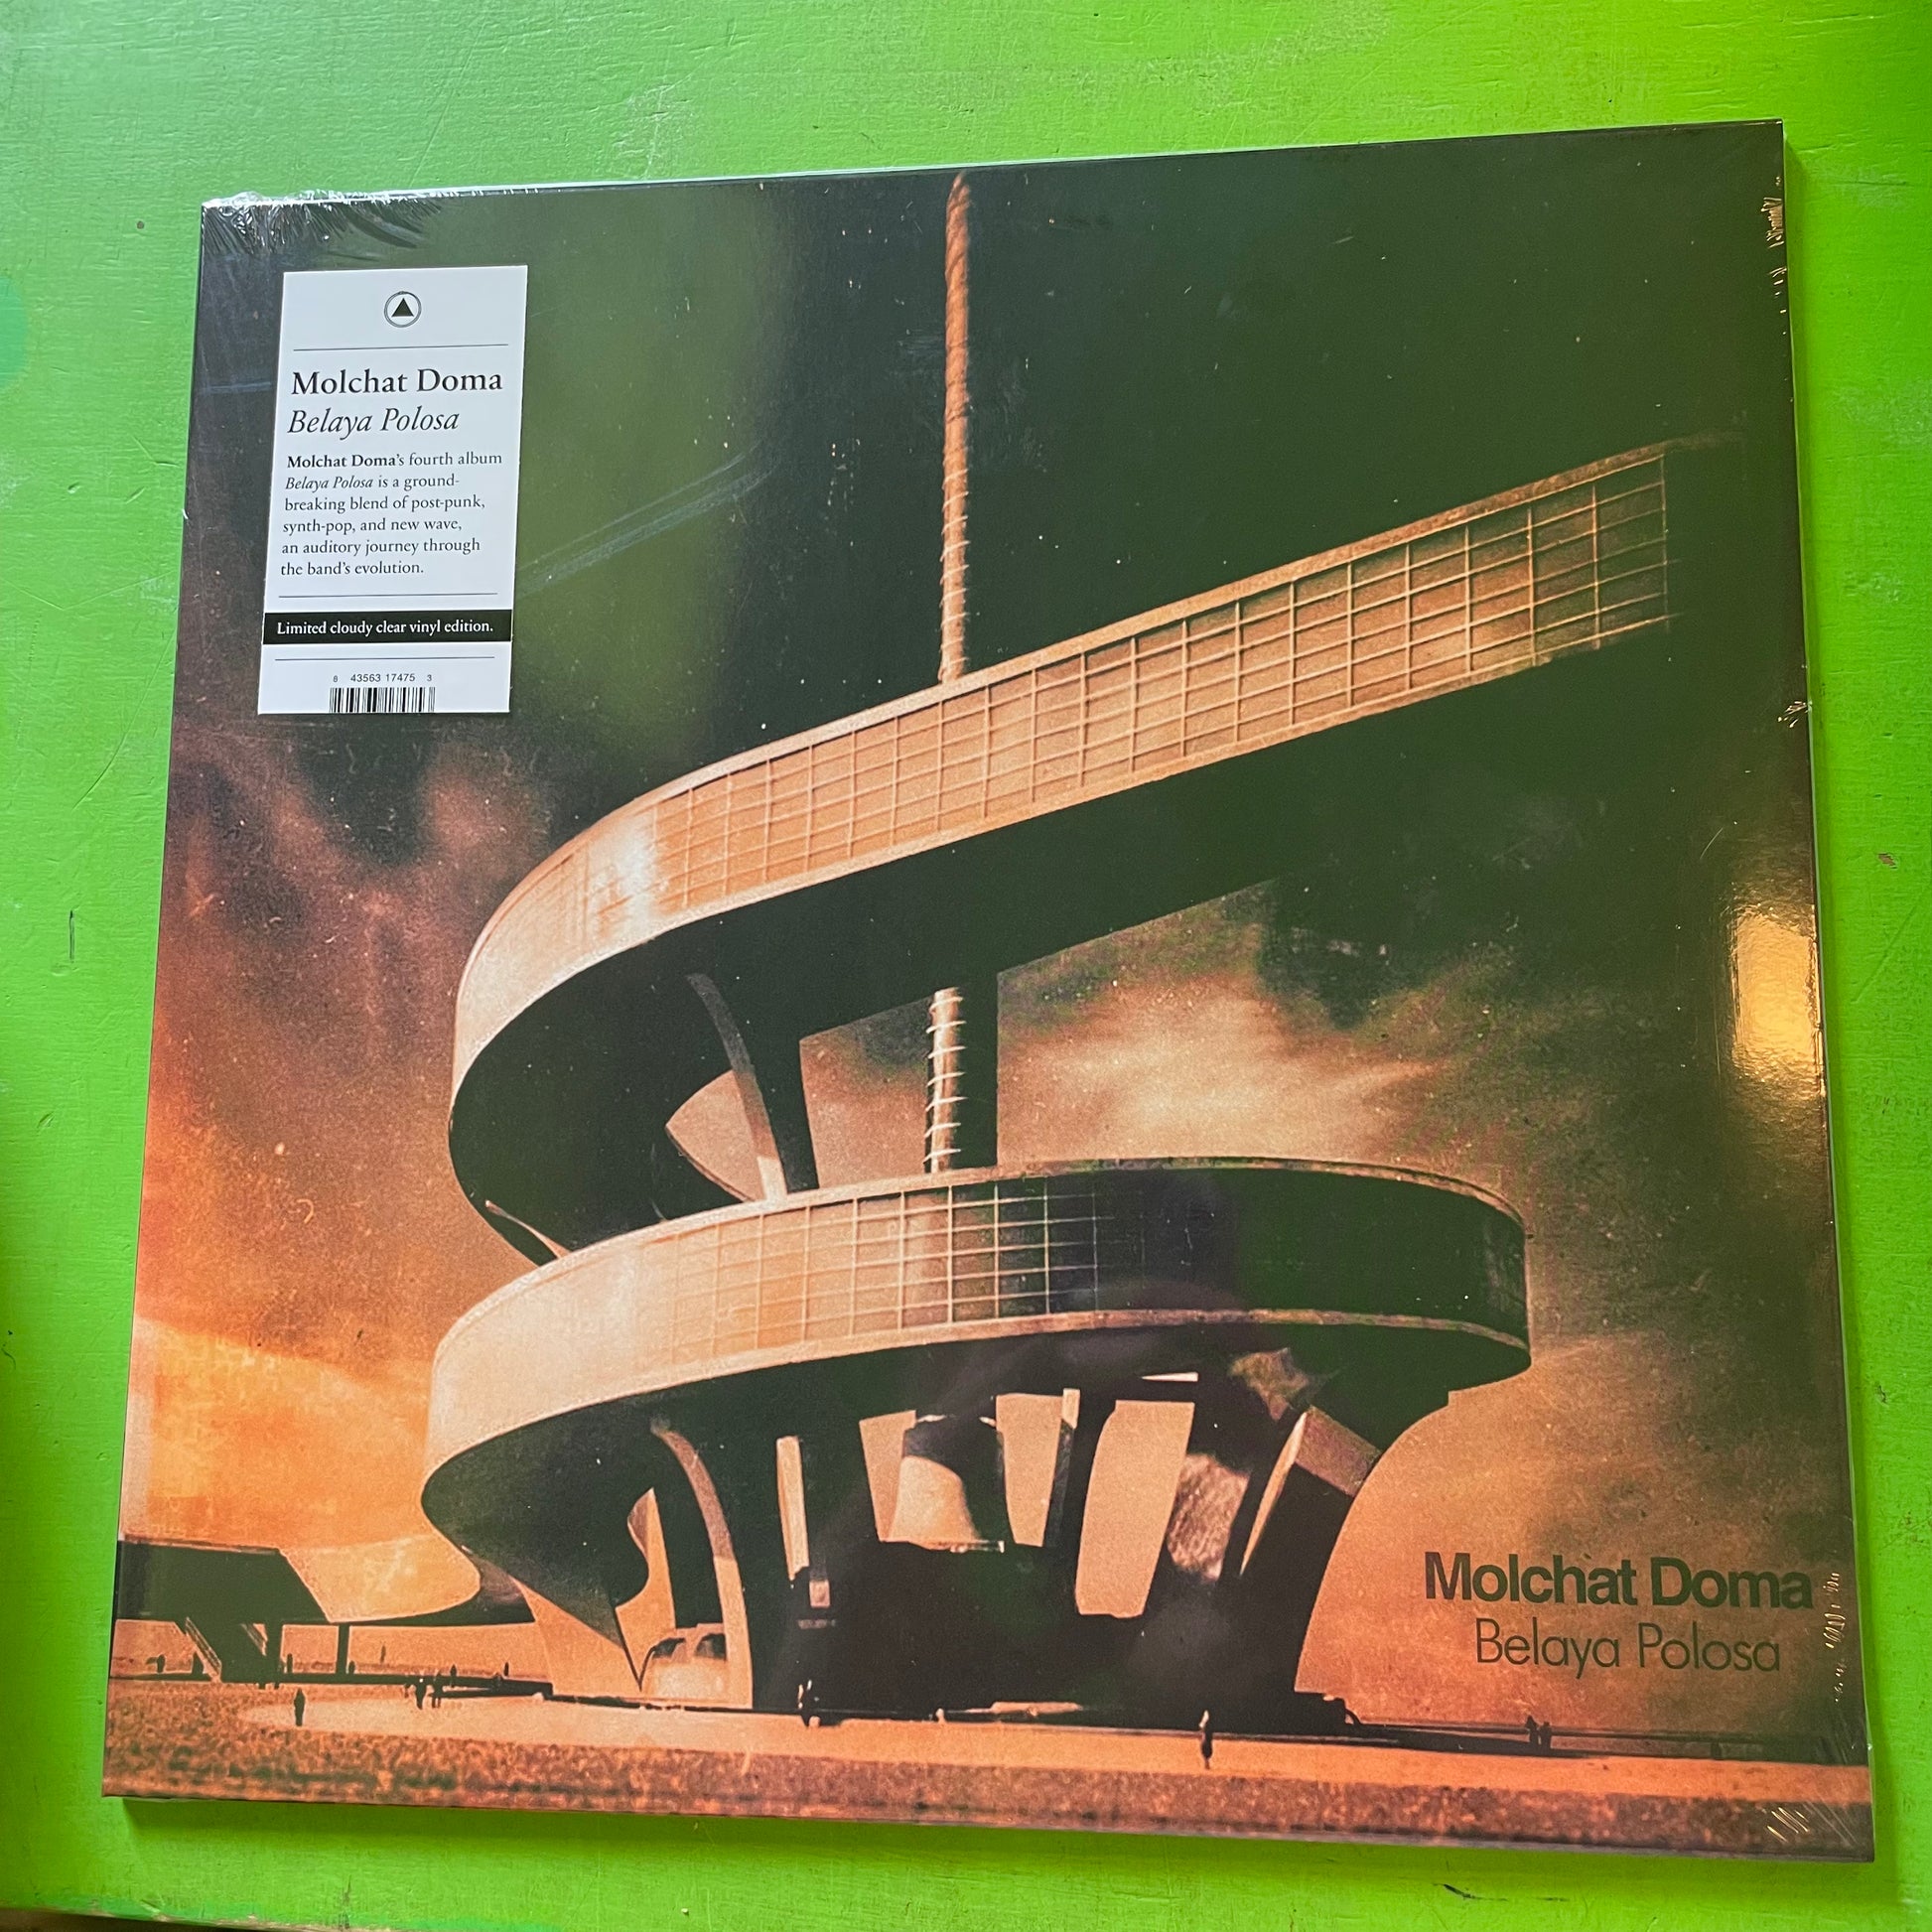 Molchat Doma
Belaya Polosa
Molchat Doma's fourth album
Belaya Polosa is a ground-
breaking blend of post-punk,
synth-pop, and new wave,
an auditory journey through
the band's evolution.
Limited cloudy clear vinyl edition.
8 43563 17475 3
Molchat Doma
Belaya Polosa